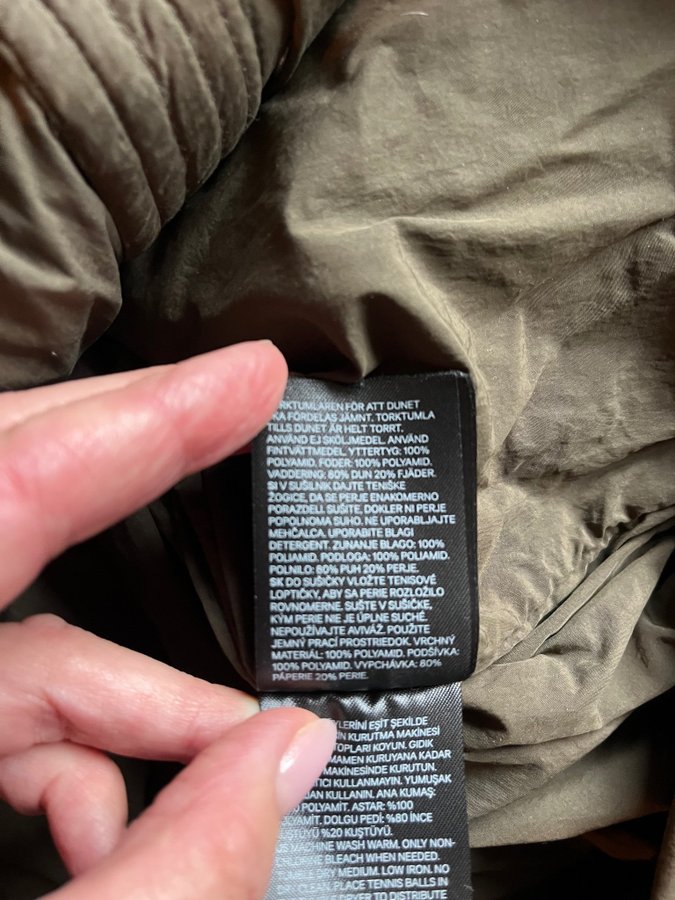 TORKTUMLAREN FÖR ATT DUNET
SKA FÖRDELAS JÄMNT. TORKTUMLA
TILLS DUNET ÄR HELT TORRT.
ANVÄND EJ SKÖLJMEDEL. ANVÄND
FINTVÄTTMEDEL. YTTERTYG: 100%
POLYAMID. FODER: 100% POLYAMID.
VADDERING: 80% DUN 20% FJÄDER.
SI V SUŠILNIK DAJTE TENIŠKE
ŽOGICE, DA SE PERJE ENAKOMERNO
PORAZDELI. SUŠITE, DOKLER NI PERJE
POPOLNOMA SUHO. NE UPORABLJAJTE
MEHČALCA. UPORABITE BLAGI
DETERGENT. ZUNANJE BLAGO: 100%
POLIAMID. PODLOGA: 100% POLIAMID.
POLNILO: 80% PUH 20% PERJE.
SK DO SUŠIČKY VLOŽTE TENISOVÉ
LOPTIČKY, ABY SA PERIE ROZLOŽILO
ROVNOMERNE. SUŠTE V SUŠIČKE,
KÝM PERIE NIE JE ÚPLNE SUCHÉ.
NEPOUŽÍVAJTE AVIVÁŽ. POUŽITE
JEMNÝ PRACÍ PROSTRIEDOK. VRCHNÝ
MATERIÁL: 100% POLYAMID. PODŠÍVKA:
100% POLYAMID. VYPCHÁVKA: 80%
PÁPERIE 20% PERIE.
EŞİT ŞEKİLDE
KURUTMA MAKİNESİ
TOPLARI KOYUN. GIDIK
KURUYANA KADAR
MAKİNESİNDE KURUTUN.
KULLANMAYIN. YUMUŞAK
KULLANIN. ANA KUMAŞ:
POLYAMİT. ASTAR: %100
POLYAMİT. DOLGU PEDİ: %80 İNCE
KUŞTÜYÜ %20 KUŞTÜYÜ.
US MACHINE WASH WARM. ONLY NON-
CHLORINE BLEACH WHEN NEEDED.
TUMBLE DRY MEDIUM. LOW IRON. NO
DRY CLEAN. PLACE TENNIS BALLS IN
DRYER TO DISTRIBUTE